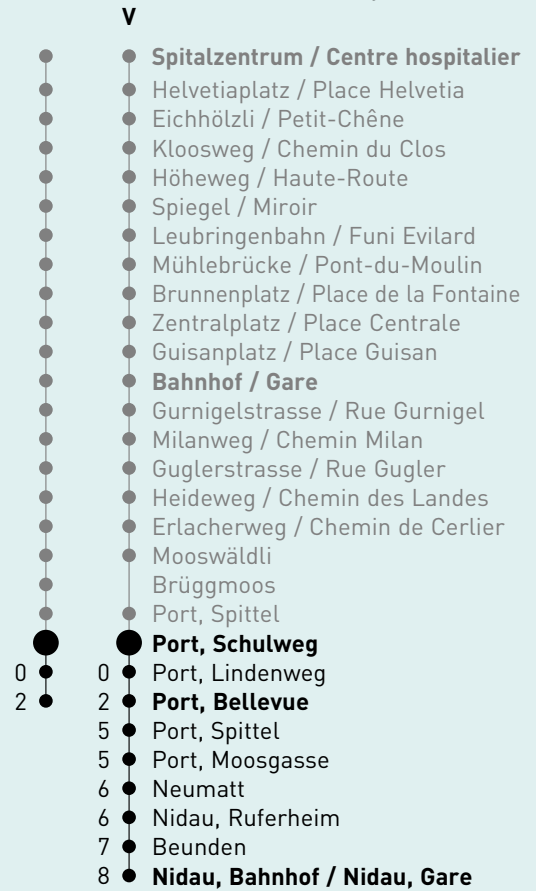 V
Spitalzentrum / Centre hospitalier
Helvetiaplatz / Place Helvetia
Eichhölzli / Petit-Chêne
Kloosweg / Chemin du Clos
Höheweg / Haute-Route
Spiegel / Miroir
Leubringenbahn / Funi Evilard
Mühlebrücke / Pont-du-Moulin
Brunnenplatz / Place de la Fontaine
Zentralplatz / Place Centrale
Guisanplatz / Place Guisan
Bahnhof / Gare
Gurnigelstrasse / Rue Gurnigel
Milanweg / Chemin Milan
Guglerstrasse / Rue Gugler
Heideweg / Chemin des Landes
Erlacherweg / Chemin de Cerlier
Mooswäldli
Brüggmoos
Port, Spittel
Port, Schulweg
0 0 Port, Lindenweg
2 2 Port, Bellevue
5 Port, Spittel
5 Port, Moosgasse
6 Neumatt
6 Nidau, Ruferheim
7 Beunden
8 Nidau, Bahnhof / Nidau, Gare